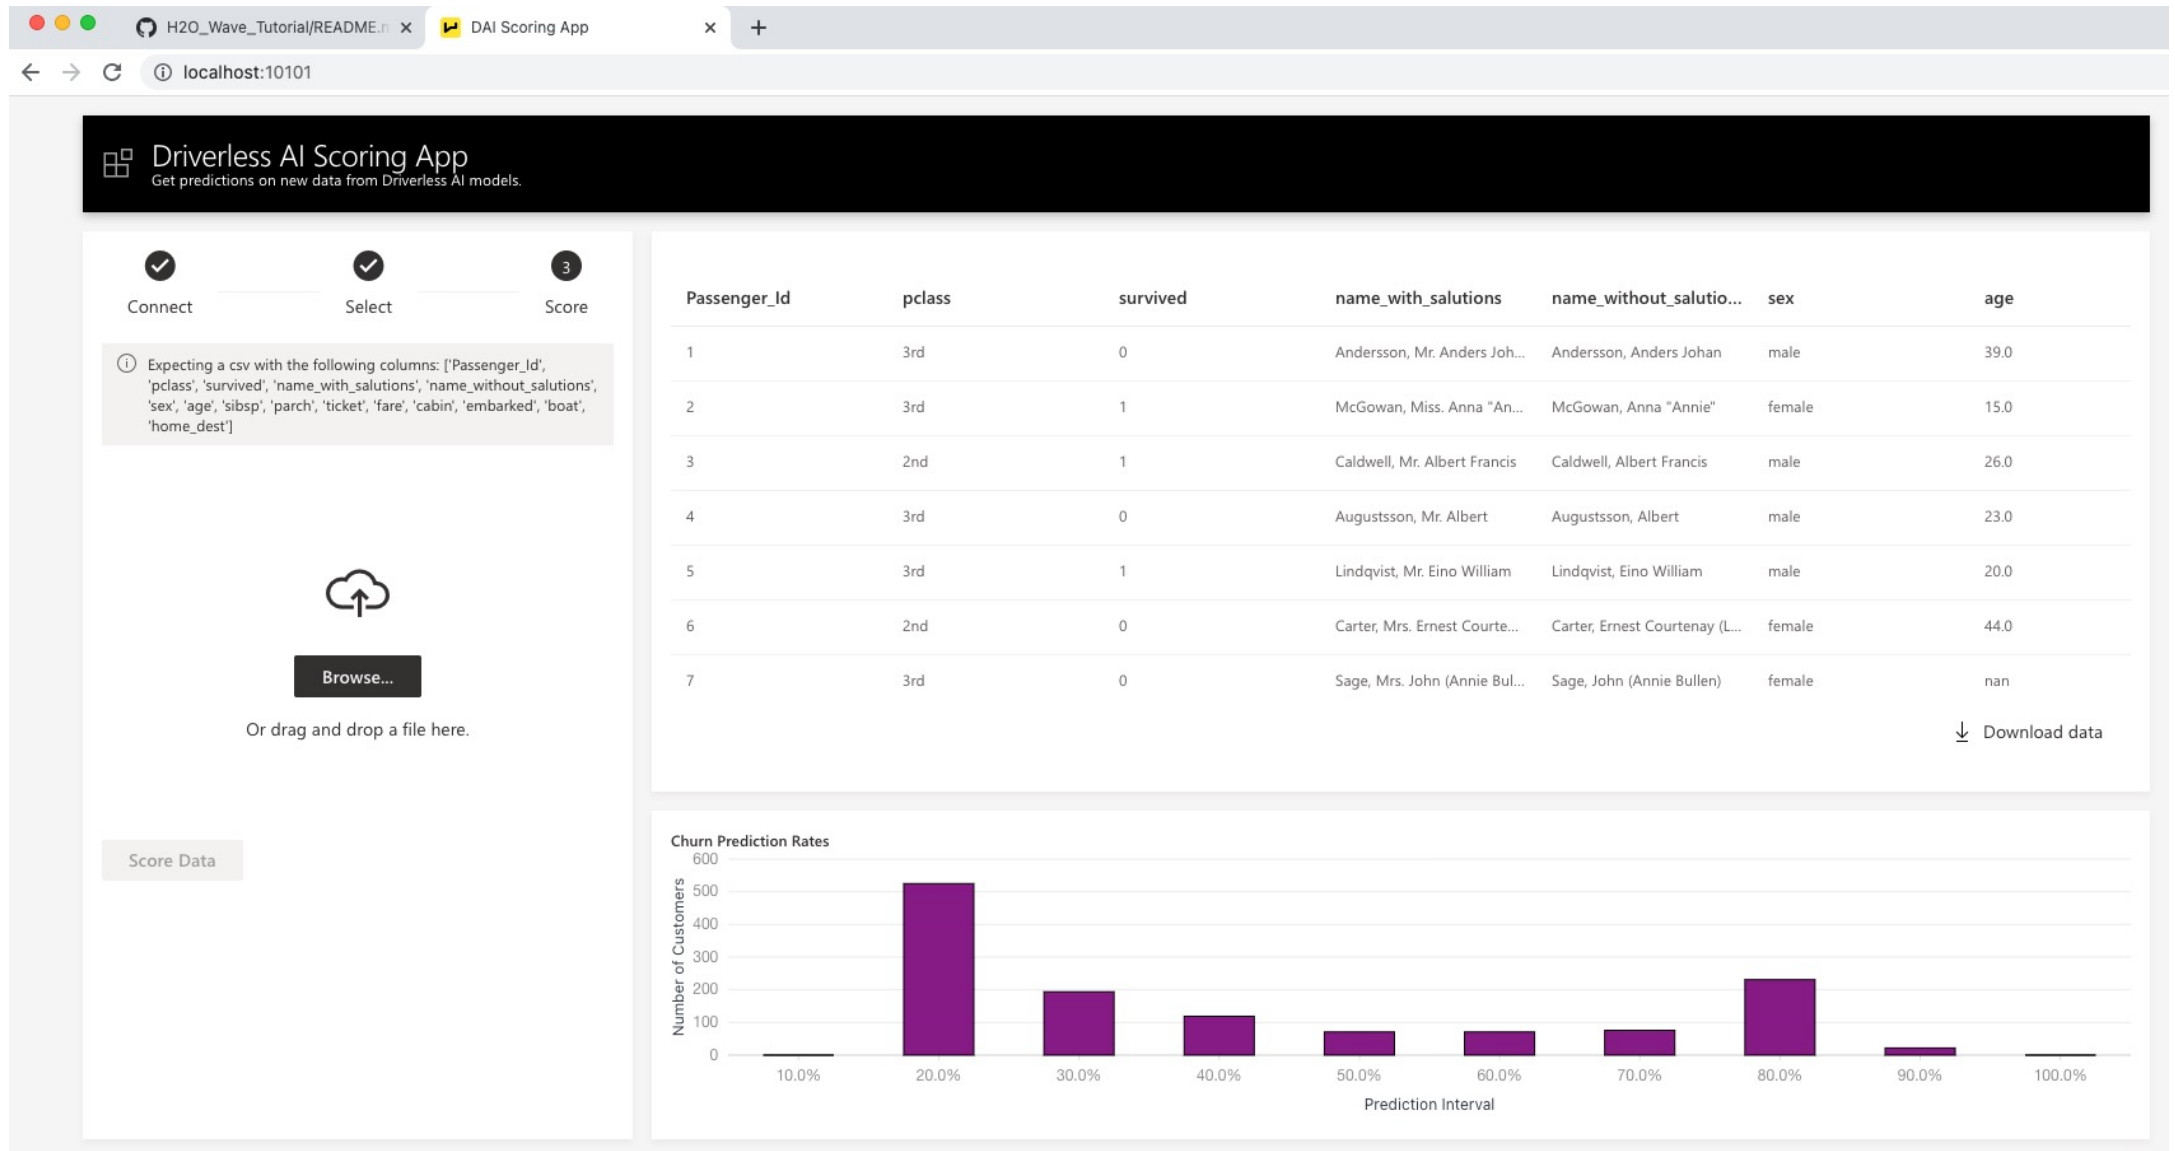 H2O_Wave_Tutorial/README.m
DAI Scoring App
localhost:10101
Driverless AI Scoring App
Get predictions on new data from Driverless AI models.
Connect
Select
3
Score
Expecting a csv with the following columns: ['Passenger_Id',
'pclass', 'survived', 'name_with_salutions', 'name_without_salutions',
'sex', 'age', 'sibsp', 'parch', 'ticket', 'fare', 'cabin', 'embarked', 'boat',
'home_dest']
Browse...
Or drag and drop a file here.
Score Data
Passenger_Id pclass survived name_with_salutions name_without_salutio... sex age
1 3rd 0 Andersson, Mr. Anders Joh... Andersson, Anders Johan male 39.0
2 3rd 1 McGowan, Miss. Anna "An... McGowan, Anna "Annie" female 15.0
3 2nd 1 Caldwell, Mr. Albert Francis Caldwell, Albert Francis male 26.0
4 3rd 0 Augustsson, Mr. Albert Augustsson, Albert male 23.0
5 3rd 1 Lindqvist, Mr. Eino William Lindqvist, Eino William male 20.0
6 2nd 0 Carter, Mrs. Ernest Courte... Carter, Ernest Courtenay (L... female 44.0
7 3rd 0 Sage, Mrs. John (Annie Bul... Sage, John (Annie Bullen) female nan
Download data
Churn Prediction Rates
Number of Customers
600
500
400
300
200
100
0
10.0% 20.0% 30.0% 40.0% 50.0% 60.0% 70.0% 80.0% 90.0% 100.0%
Prediction Interval